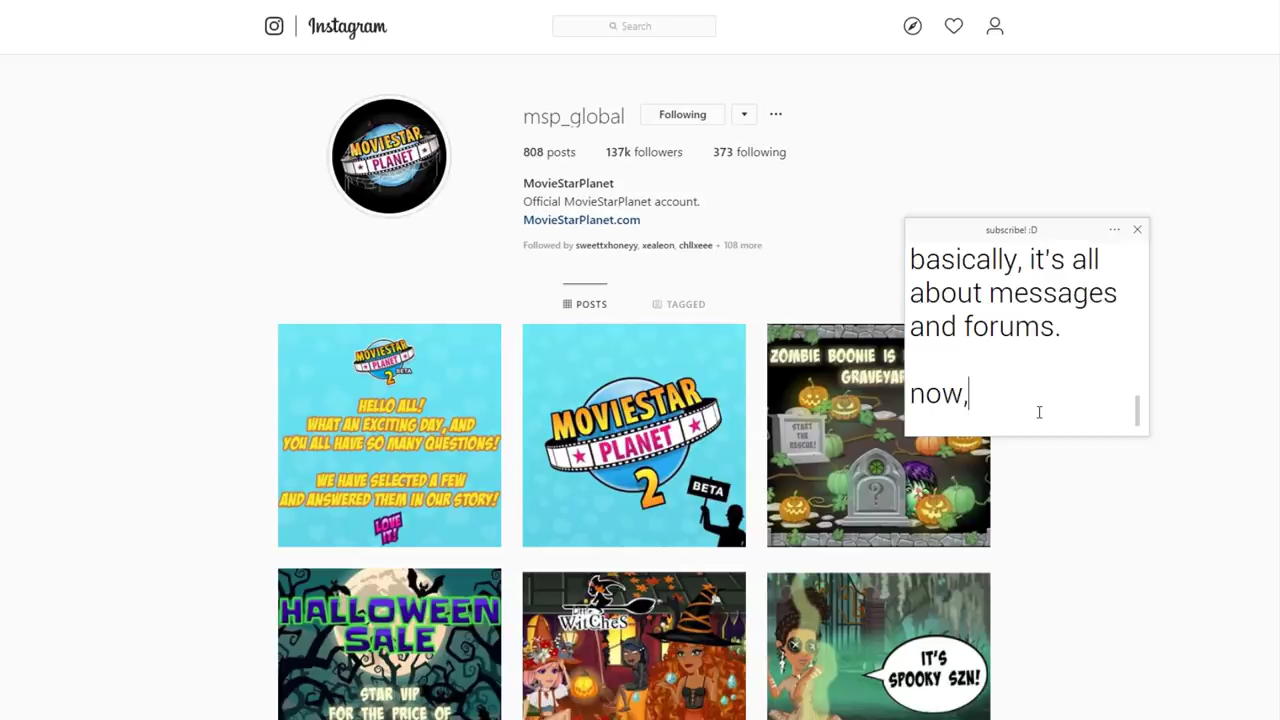 Instagram
Search
msp_global
Following
808 posts 137k followers 373 following
MovieStarPlanet
Official MovieStarPlanet account.
MovieStarPlanet.com
Followed by sweettxhoneyy, xealeon, chllxeee + 108 more
POSTS
TAGGED
subscribe! :D
basically, it's all
about messages
and forums.
now,
MOVIESTAR
PLANET
MOVIESTAR
PLANET
2 BETA
HELLO ALL!
WHAT AN EXCITING DAY, AND
YOU ALL HAVE SO MANY QUESTIONS!
WE HAVE SELECTED A FEW
AND ANSWERED THEM IN OUR STORY!
LOVE
IT!
MOVIESTAR
PLANET
2
BETA
ZOMBIE BOONIE IS
GRAVEYAR
START
THE
RESCUE!
?
HALLOWEEN
SALE
STAR VIP
FOR THE PRICE OF
Little
Witches
IT'S
SPOOKY SZN!